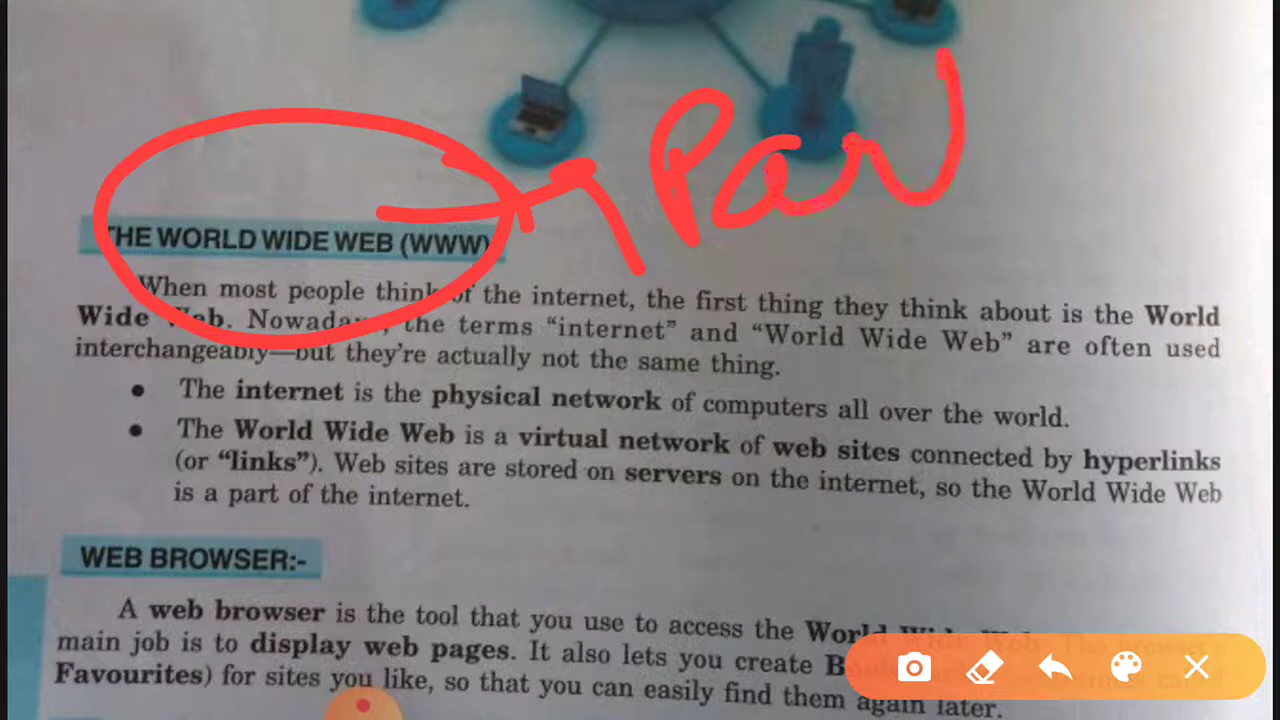 Par
THE WORLD WIDE WEB (WWW)
When most people think of the internet, the first thing they think about is the World
Wide Web. Nowadays, the terms “internet” and “World Wide Web” are often used
interchangeably—but they’re actually not the same thing.
• The internet is the physical network of computers all over the world.
• The World Wide Web is a virtual network of web sites connected by hyperlinks
(or “links”). Web sites are stored on servers on the internet, so the World Wide Web
is a part of the internet.
WEB BROWSER:-
A web browser is the tool that you use to access the World Wide Web. The browser's
main job is to display web pages. It also lets you create
Favourites) for sites you like, so that you can easily find them again later.